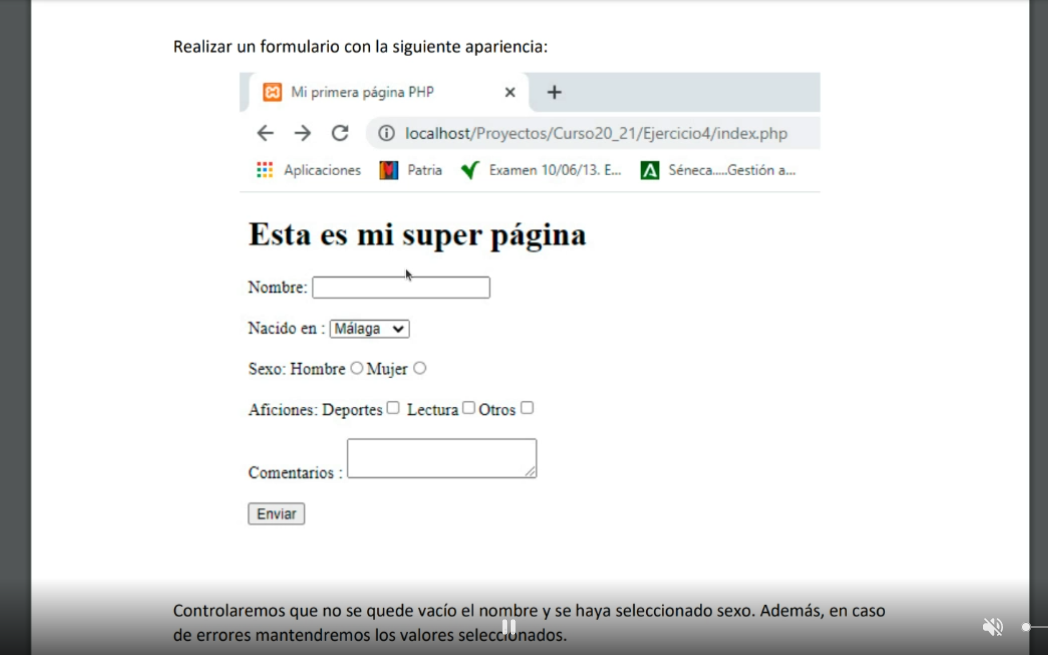 Realizar un formulario con la siguiente apariencia:
Mi primera página PHP
localhost/Proyectos/Curso20_21/Ejercicio4/index.php
Aplicaciones Patria Examen 10/06/13. E... Séneca.....Gestión a...
Esta es mi super página
Nombre:
Nacido en : Málaga
Sexo: Hombre Mujer
Aficiones: Deportes Lectura Otros
Comentarios :
Enviar
Controlaremos que no se quede vacío el nombre y se haya seleccionado sexo. Además, en caso
de errores mantendremos los valores seleccionados.